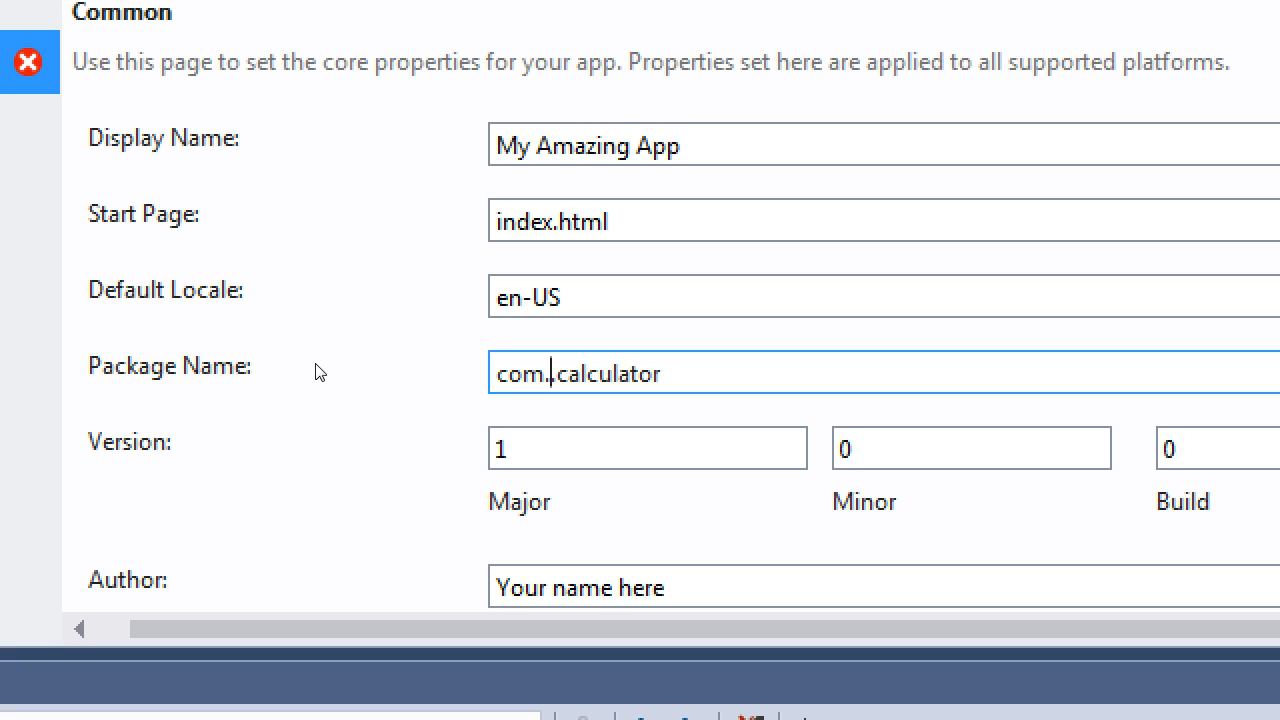 Common
Use this page to set the core properties for your app. Properties set here are applied to all supported platforms.
Display Name:
My Amazing App
Start Page:
index.html
Default Locale:
en-US
Package Name:
com..calculator
Version:
1 0 0
Major Minor Build
Author:
Your name here